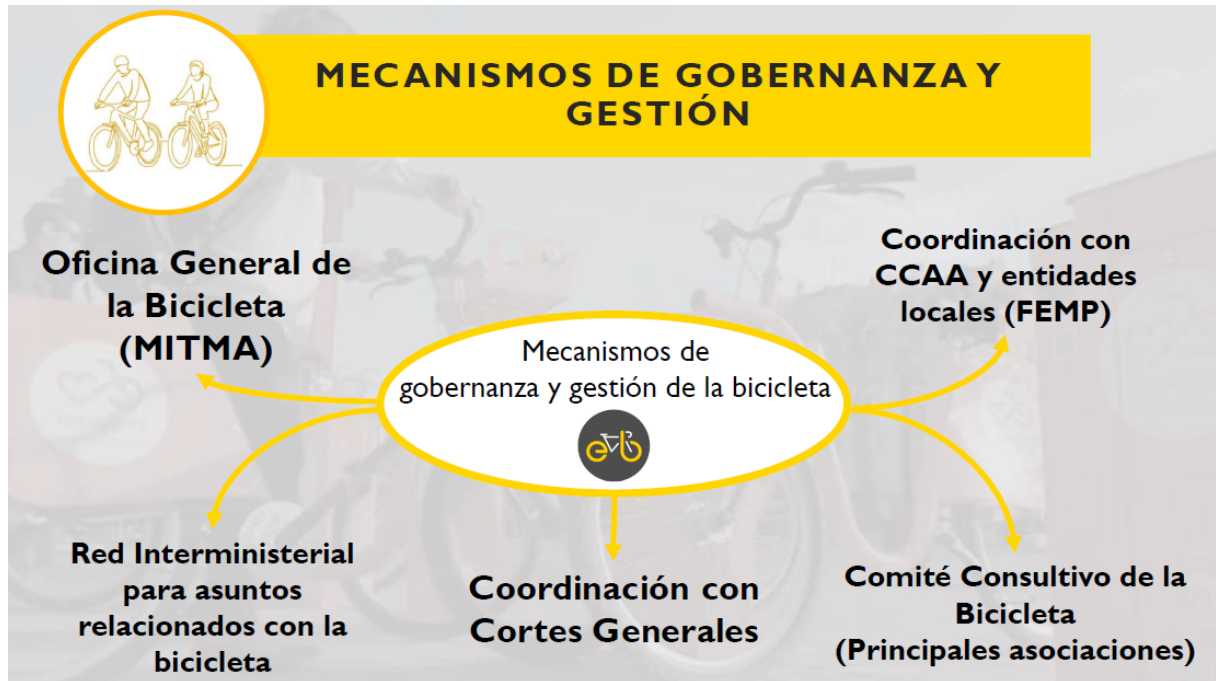 MECANISMOS DE GOBERNANZA Y
GESTIÓN
Oficina General de
la Bicicleta
(MITMA)
Coordinación con
CCAA y entidades
locales (FEMP)
Mecanismos de
gobernanza y gestión de la bicicleta
eb
Red Interministerial
para asuntos
relacionados con la
bicicleta
Coordinación con
Cortes Generales
Comité Consultivo de la
Bicicleta
(Principales asociaciones)